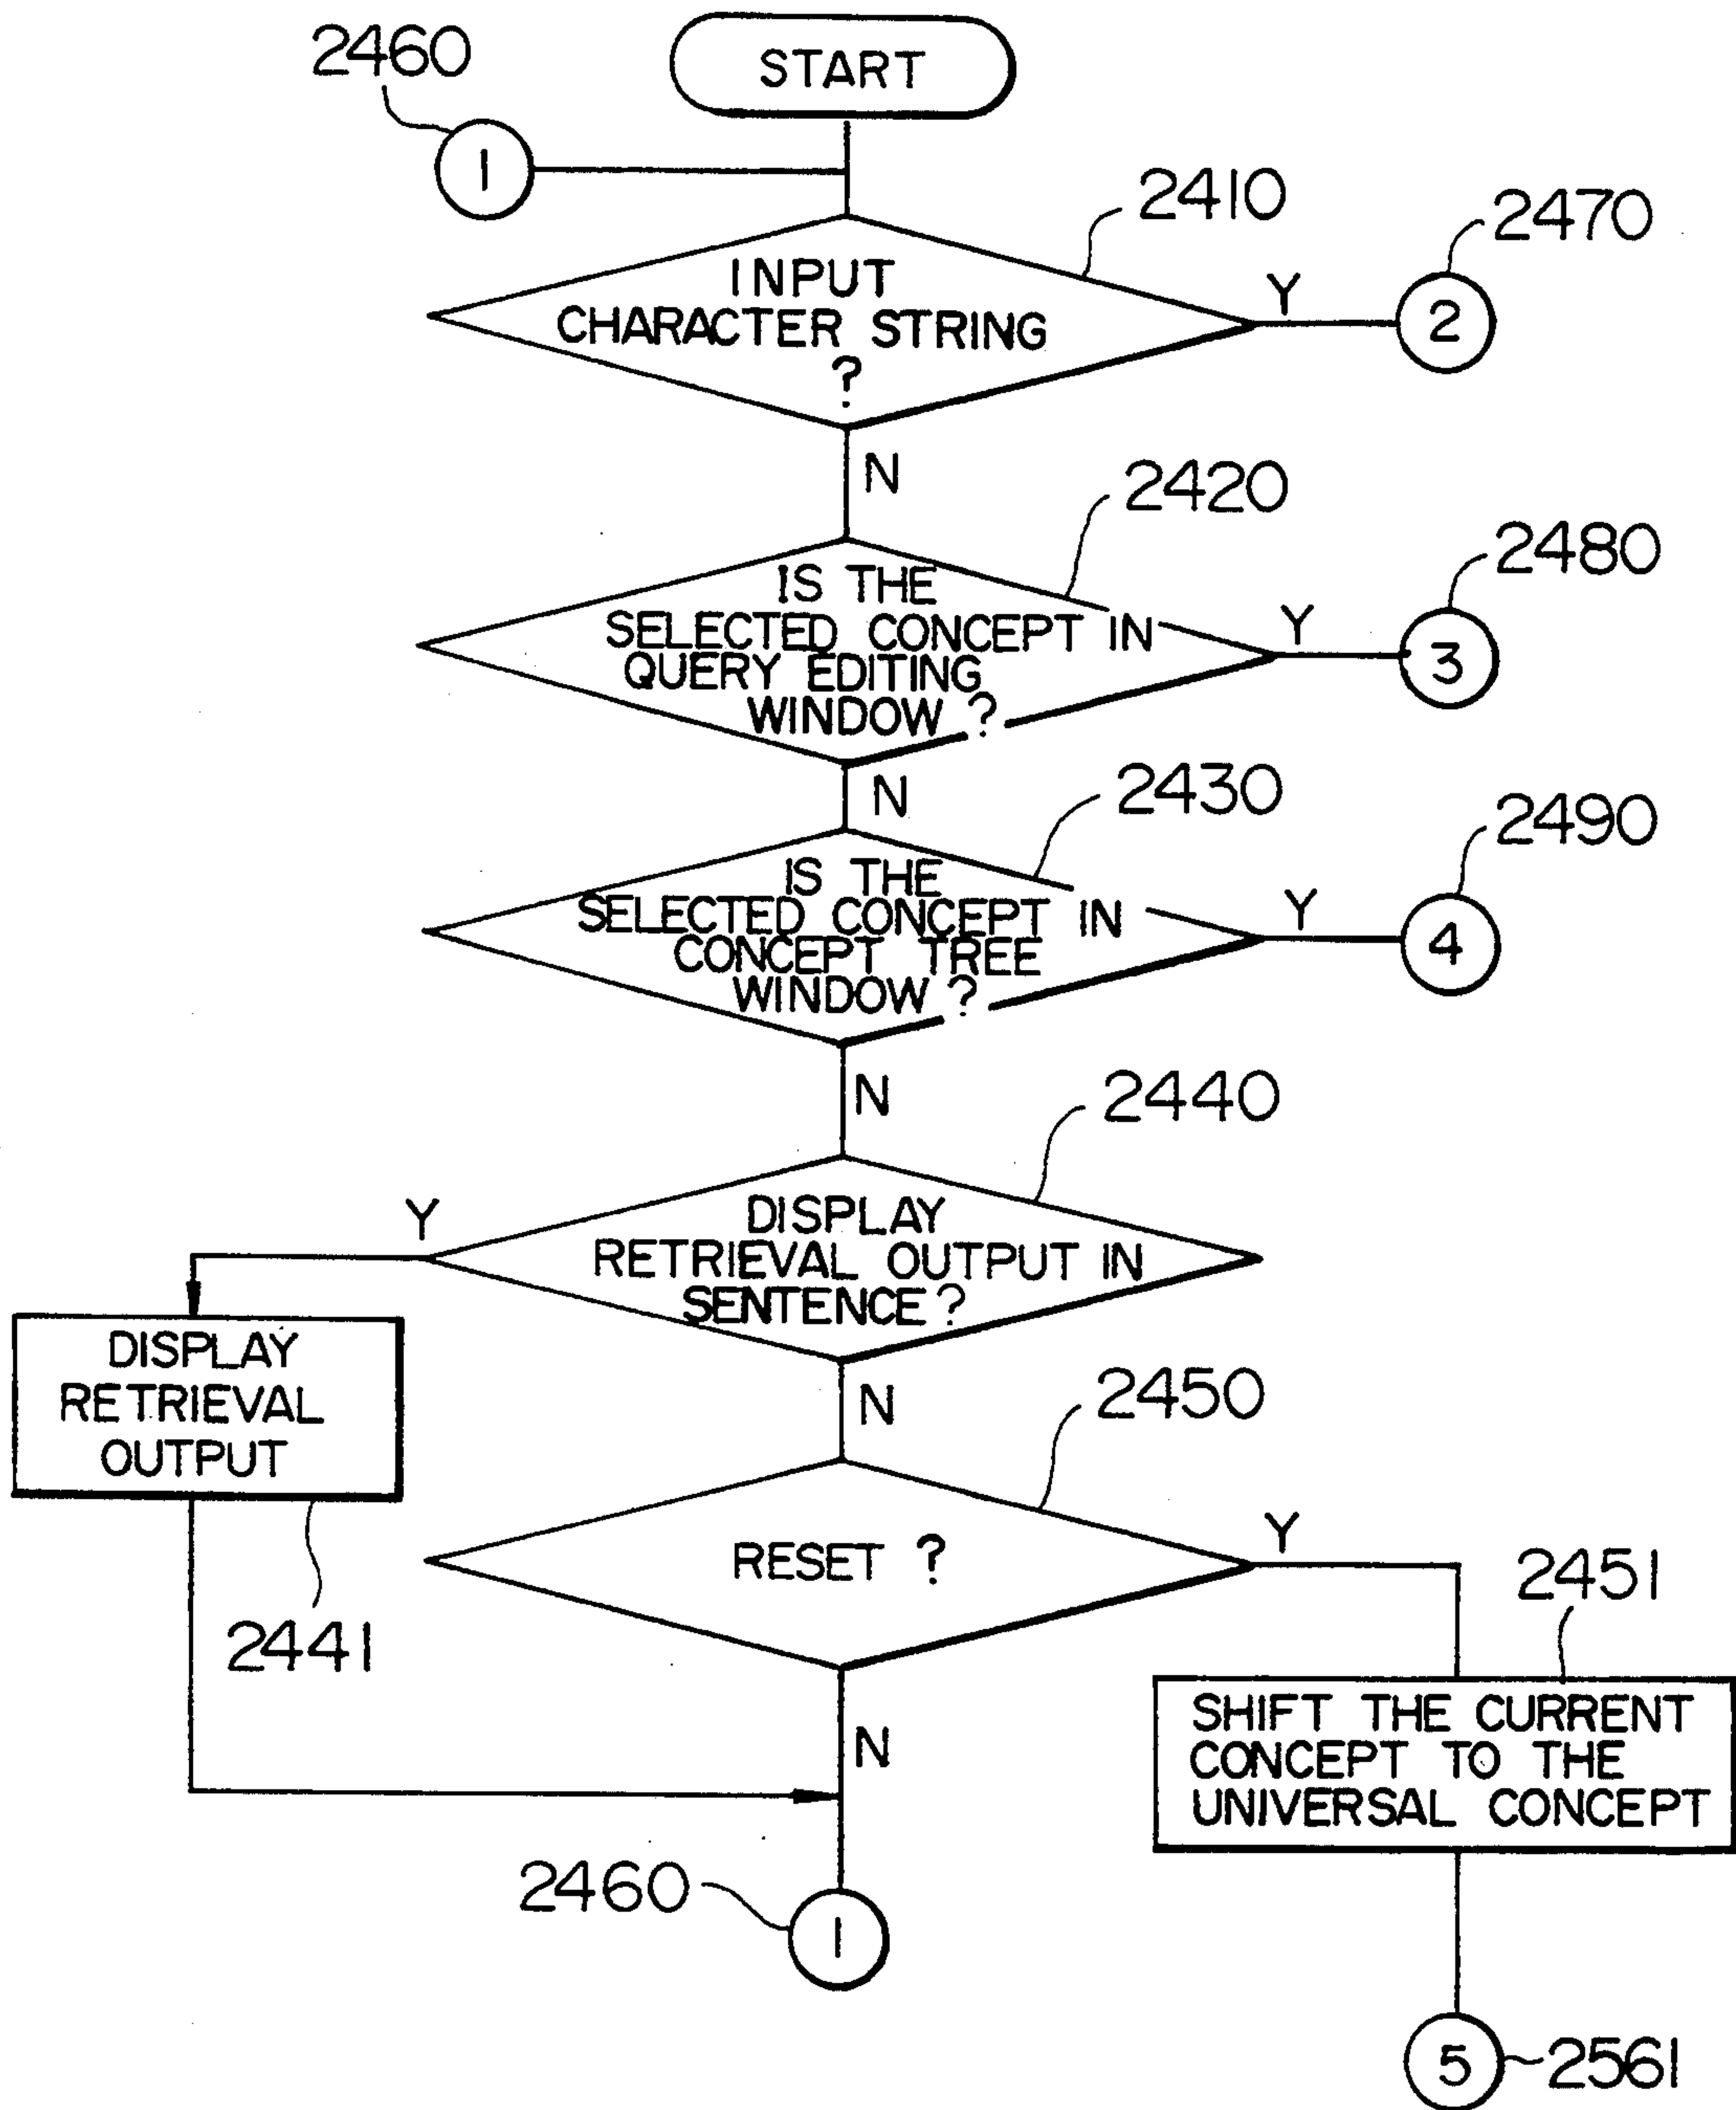 START
2460
1
2410
INPUT
CHARACTER STRING
?
Y
2470
2
N
2420
IS THE
SELECTED CONCEPT IN
QUERY EDITING
WINDOW ?
Y
2480
3
N
2430
IS THE
SELECTED CONCEPT IN
CONCEPT TREE
WINDOW ?
Y
2490
4
N
2440
DISPLAY
RETRIEVAL OUTPUT IN
SENTENCE ?
Y
DISPLAY
RETRIEVAL
OUTPUT
2441
N
2450
RESET ?
Y
2451
SHIFT THE CURRENT
CONCEPT TO THE
UNIVERSAL CONCEPT
N
2460
1
5
2561